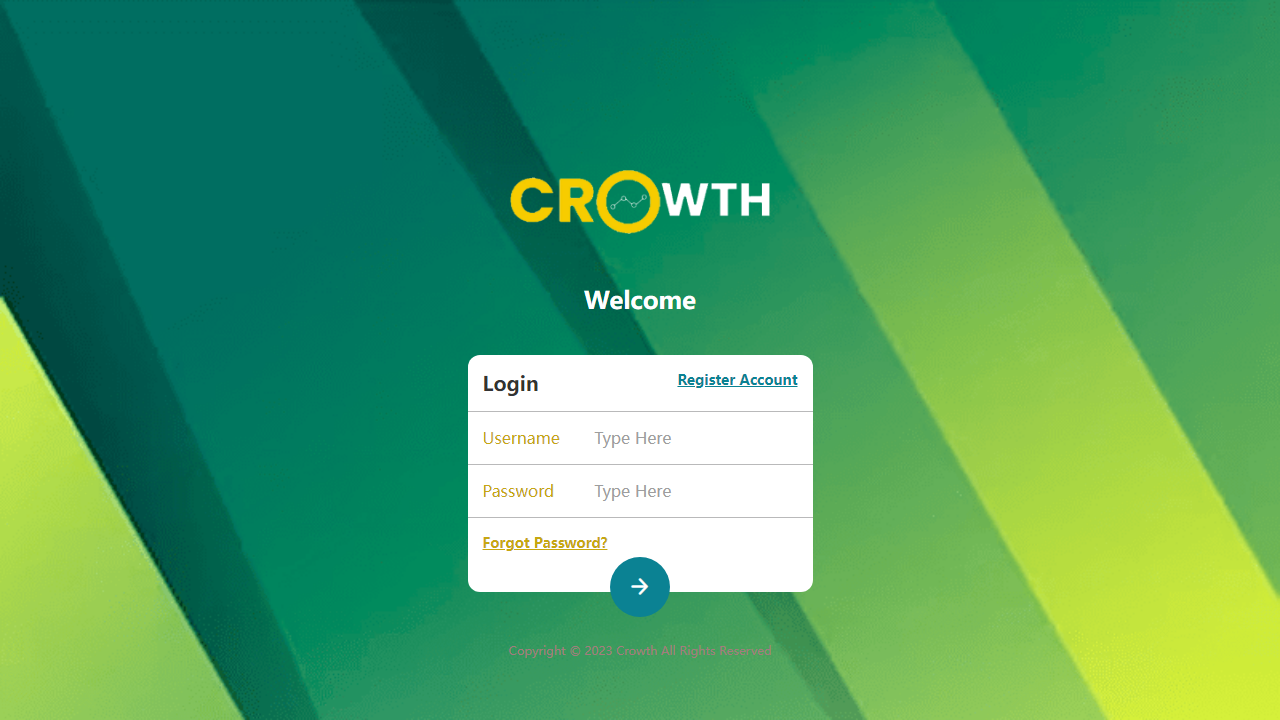 CROWTH
Welcome
Login
Register Account
Username
Type Here
Password
Type Here
Forgot Password?
Copyright © 2023 Crowth All Rights Reserved